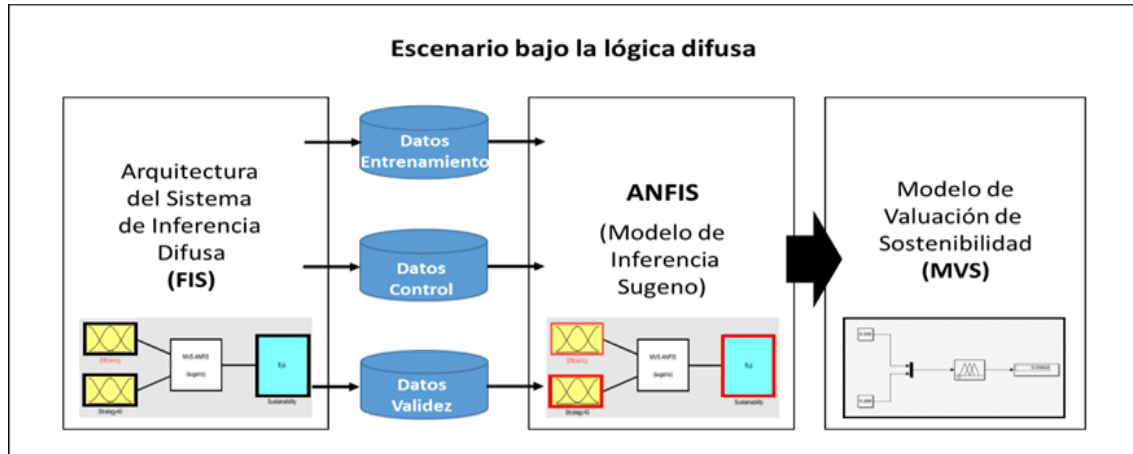 Escenario bajo la lógica difusa
Arquitectura
del Sistema
de Inferencia
Difusa
(FIS)
Efficiency
MVS ANFIS
(sugeno)
f(u)
Strategy40
Sustainability
Datos
Entrenamiento
Datos
Control
Datos
Validez
ANFIS
(Modelo de
Inferencia
Sugeno)
Efficiency
MVS ANFIS
(sugeno)
f(u)
Strategy40
Sustainability
Modelo de
Valuación de
Sostenibilidad
(MVS)